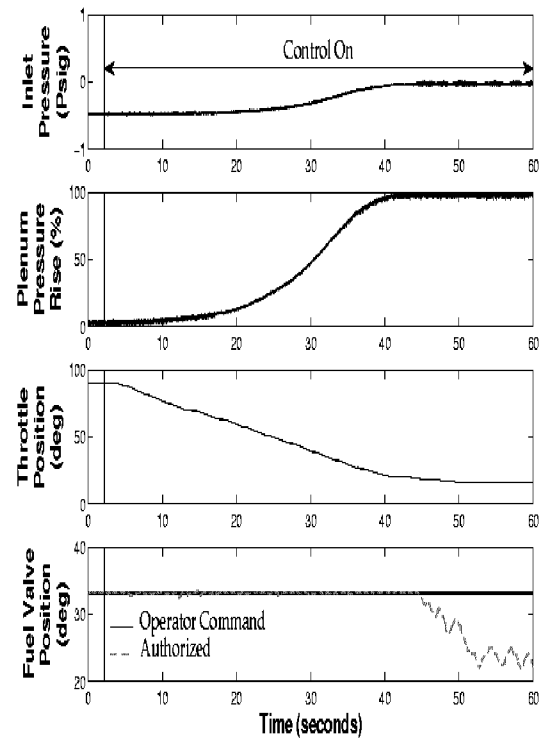 Inlet
Pressure
(Psig)
1
0
−1
Control On
0 10 20 30 40 50 60
Plenum
Pressure
Rise (%)
100
50
0
0 10 20 30 40 50 60
Throttle
Position
(deg)
100
50
0
0 10 20 30 40 50 60
Fuel Valve
Position
(deg)
40
30
20
Operator Command
Authorized
0 10 20 30 40 50 60
Time (seconds)